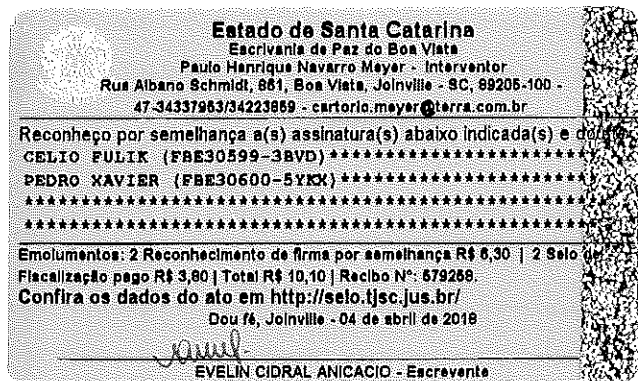 Estado de Santa Catarina
Escrivania de Paz do Boa Vista
Paulo Henrique Navarro Meyer - Interventor
Rua Albano Schmidt, 861, Boa Vista, Joinville - SC, 89205-100 -
47-34337963/34223859 - cartorio.meyer@terra.com.br
Reconheço por semelhança a(s) assinatura(s) abaixo indicada(s) e
CELIO FULIK (FBE30599-3BVD)************************
PEDRO XAVIER (FBE30600-5YKX)***********************
***************************************************
***************************************************
Emolumentos: 2 Reconhecimento de firma por semelhança R$ 6,30 | 2 Selo de
Fiscalização pago R$ 3,80 | Total R$ 10,10 | Recibo Nº: 579258.
Confira os dados do ato em http://selo.tjsc.jus.br/
Dou fé, Joinville - 04 de abril de 2018
EVELIN CIDRAL ANICACIO - Escrevente